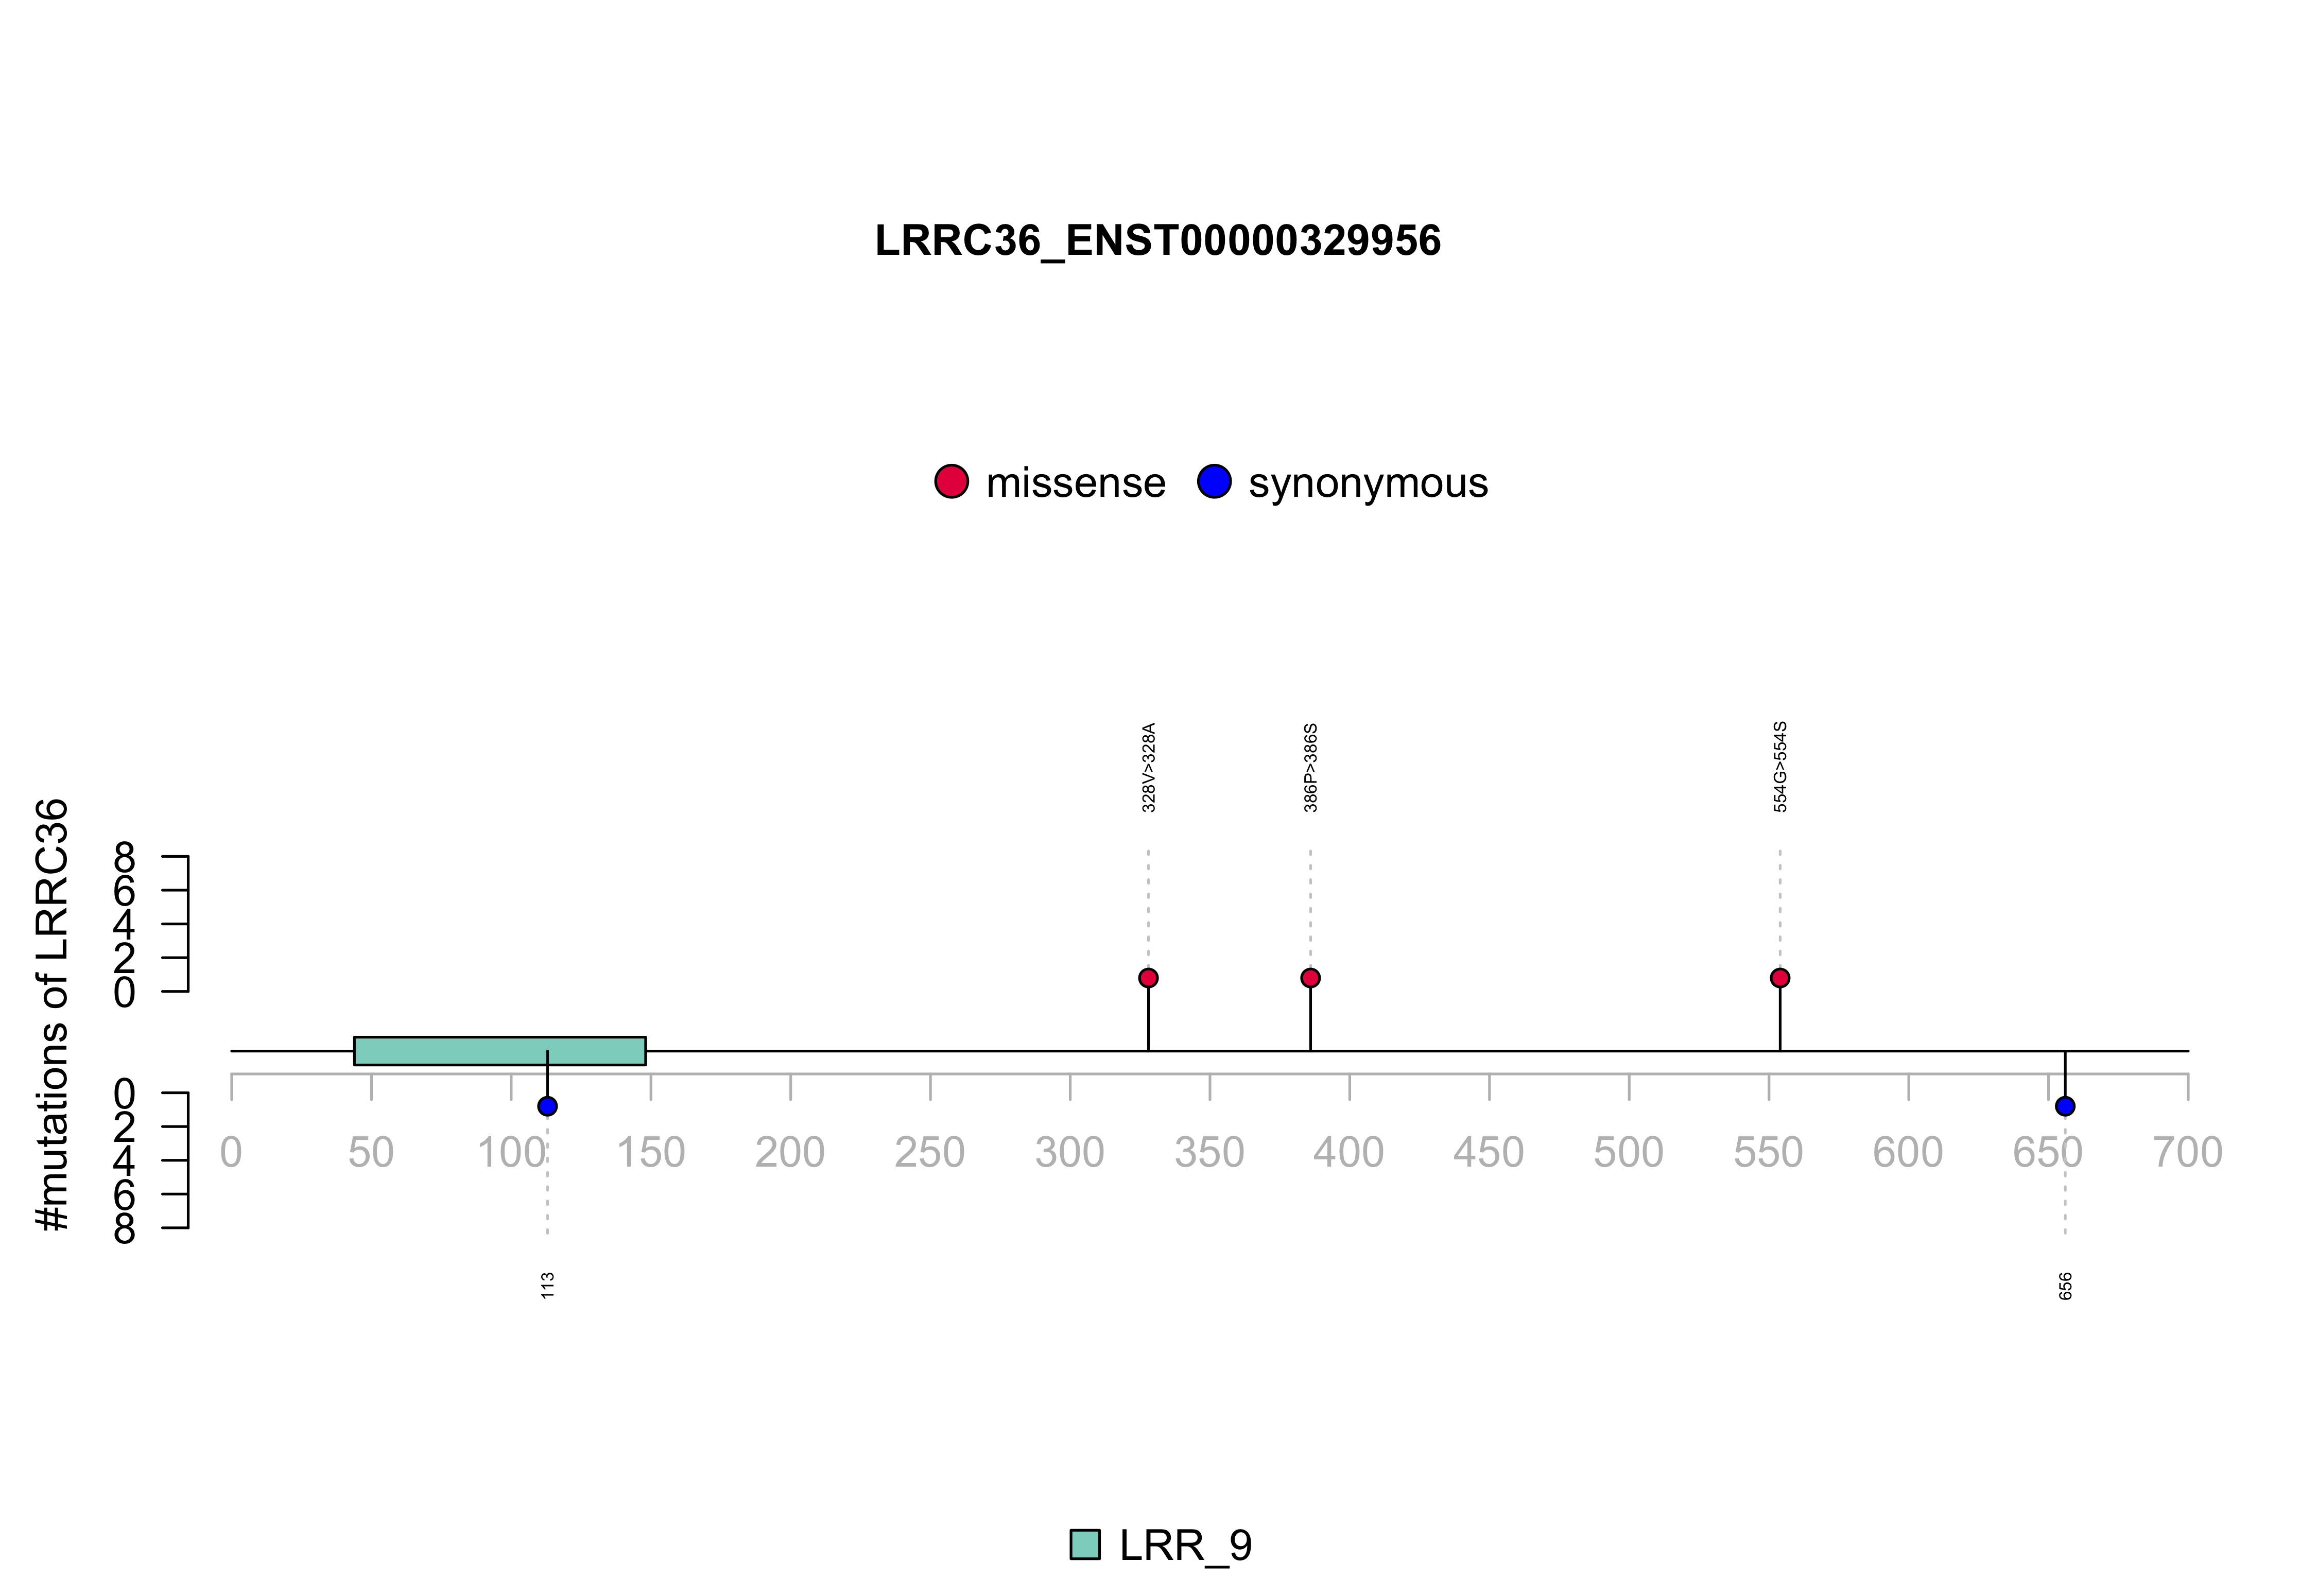 LRRC36_ENST00000329956
missense synonymous
328V>328A 386P>386S 554G>554S
#mutations of LRRC36
8
6
4
2
0
0
2
4
6
8
0 50 100 150 200 250 300 350 400 450 500 550 600 650 700
113 656
LRR_9